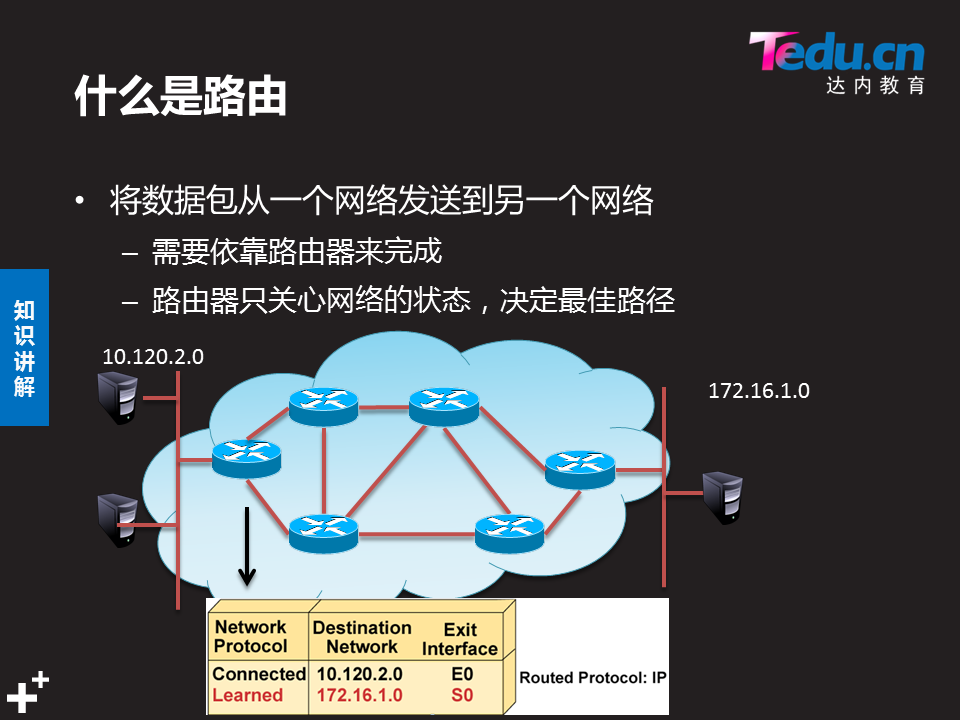 Tedu.cn
达内教育
什么是路由
• 将数据包从一个网络发送到另一个网络
– 需要依靠路由器来完成
– 路由器只关心网络的状态，决定最佳路径
知识讲解
10.120.2.0
172.16.1.0
Network Protocol
Destination Network
Exit Interface
Connected 10.120.2.0 E0
Learned 172.16.1.0 S0
Routed Protocol: IP